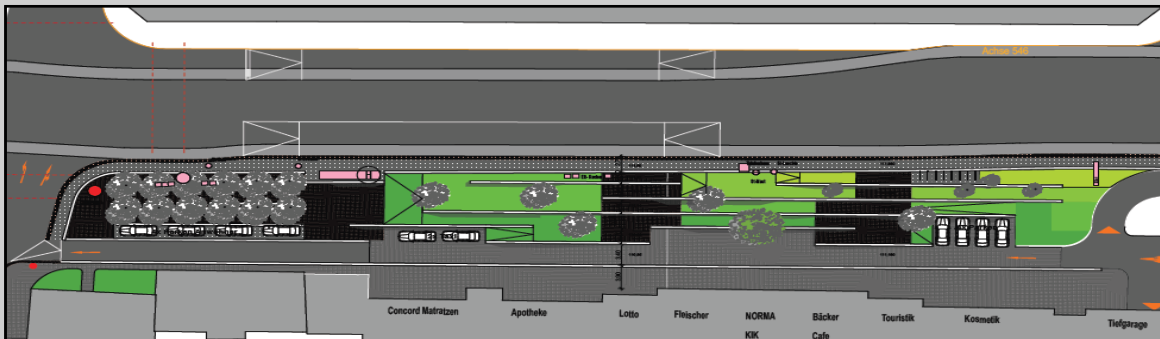 Achse 546
Concord Matratzen
Apotheke
Lotto
Fleischer
NORMA
KIK
Bäcker
Cafe
Touristik
Kosmetik
Tiefgarage